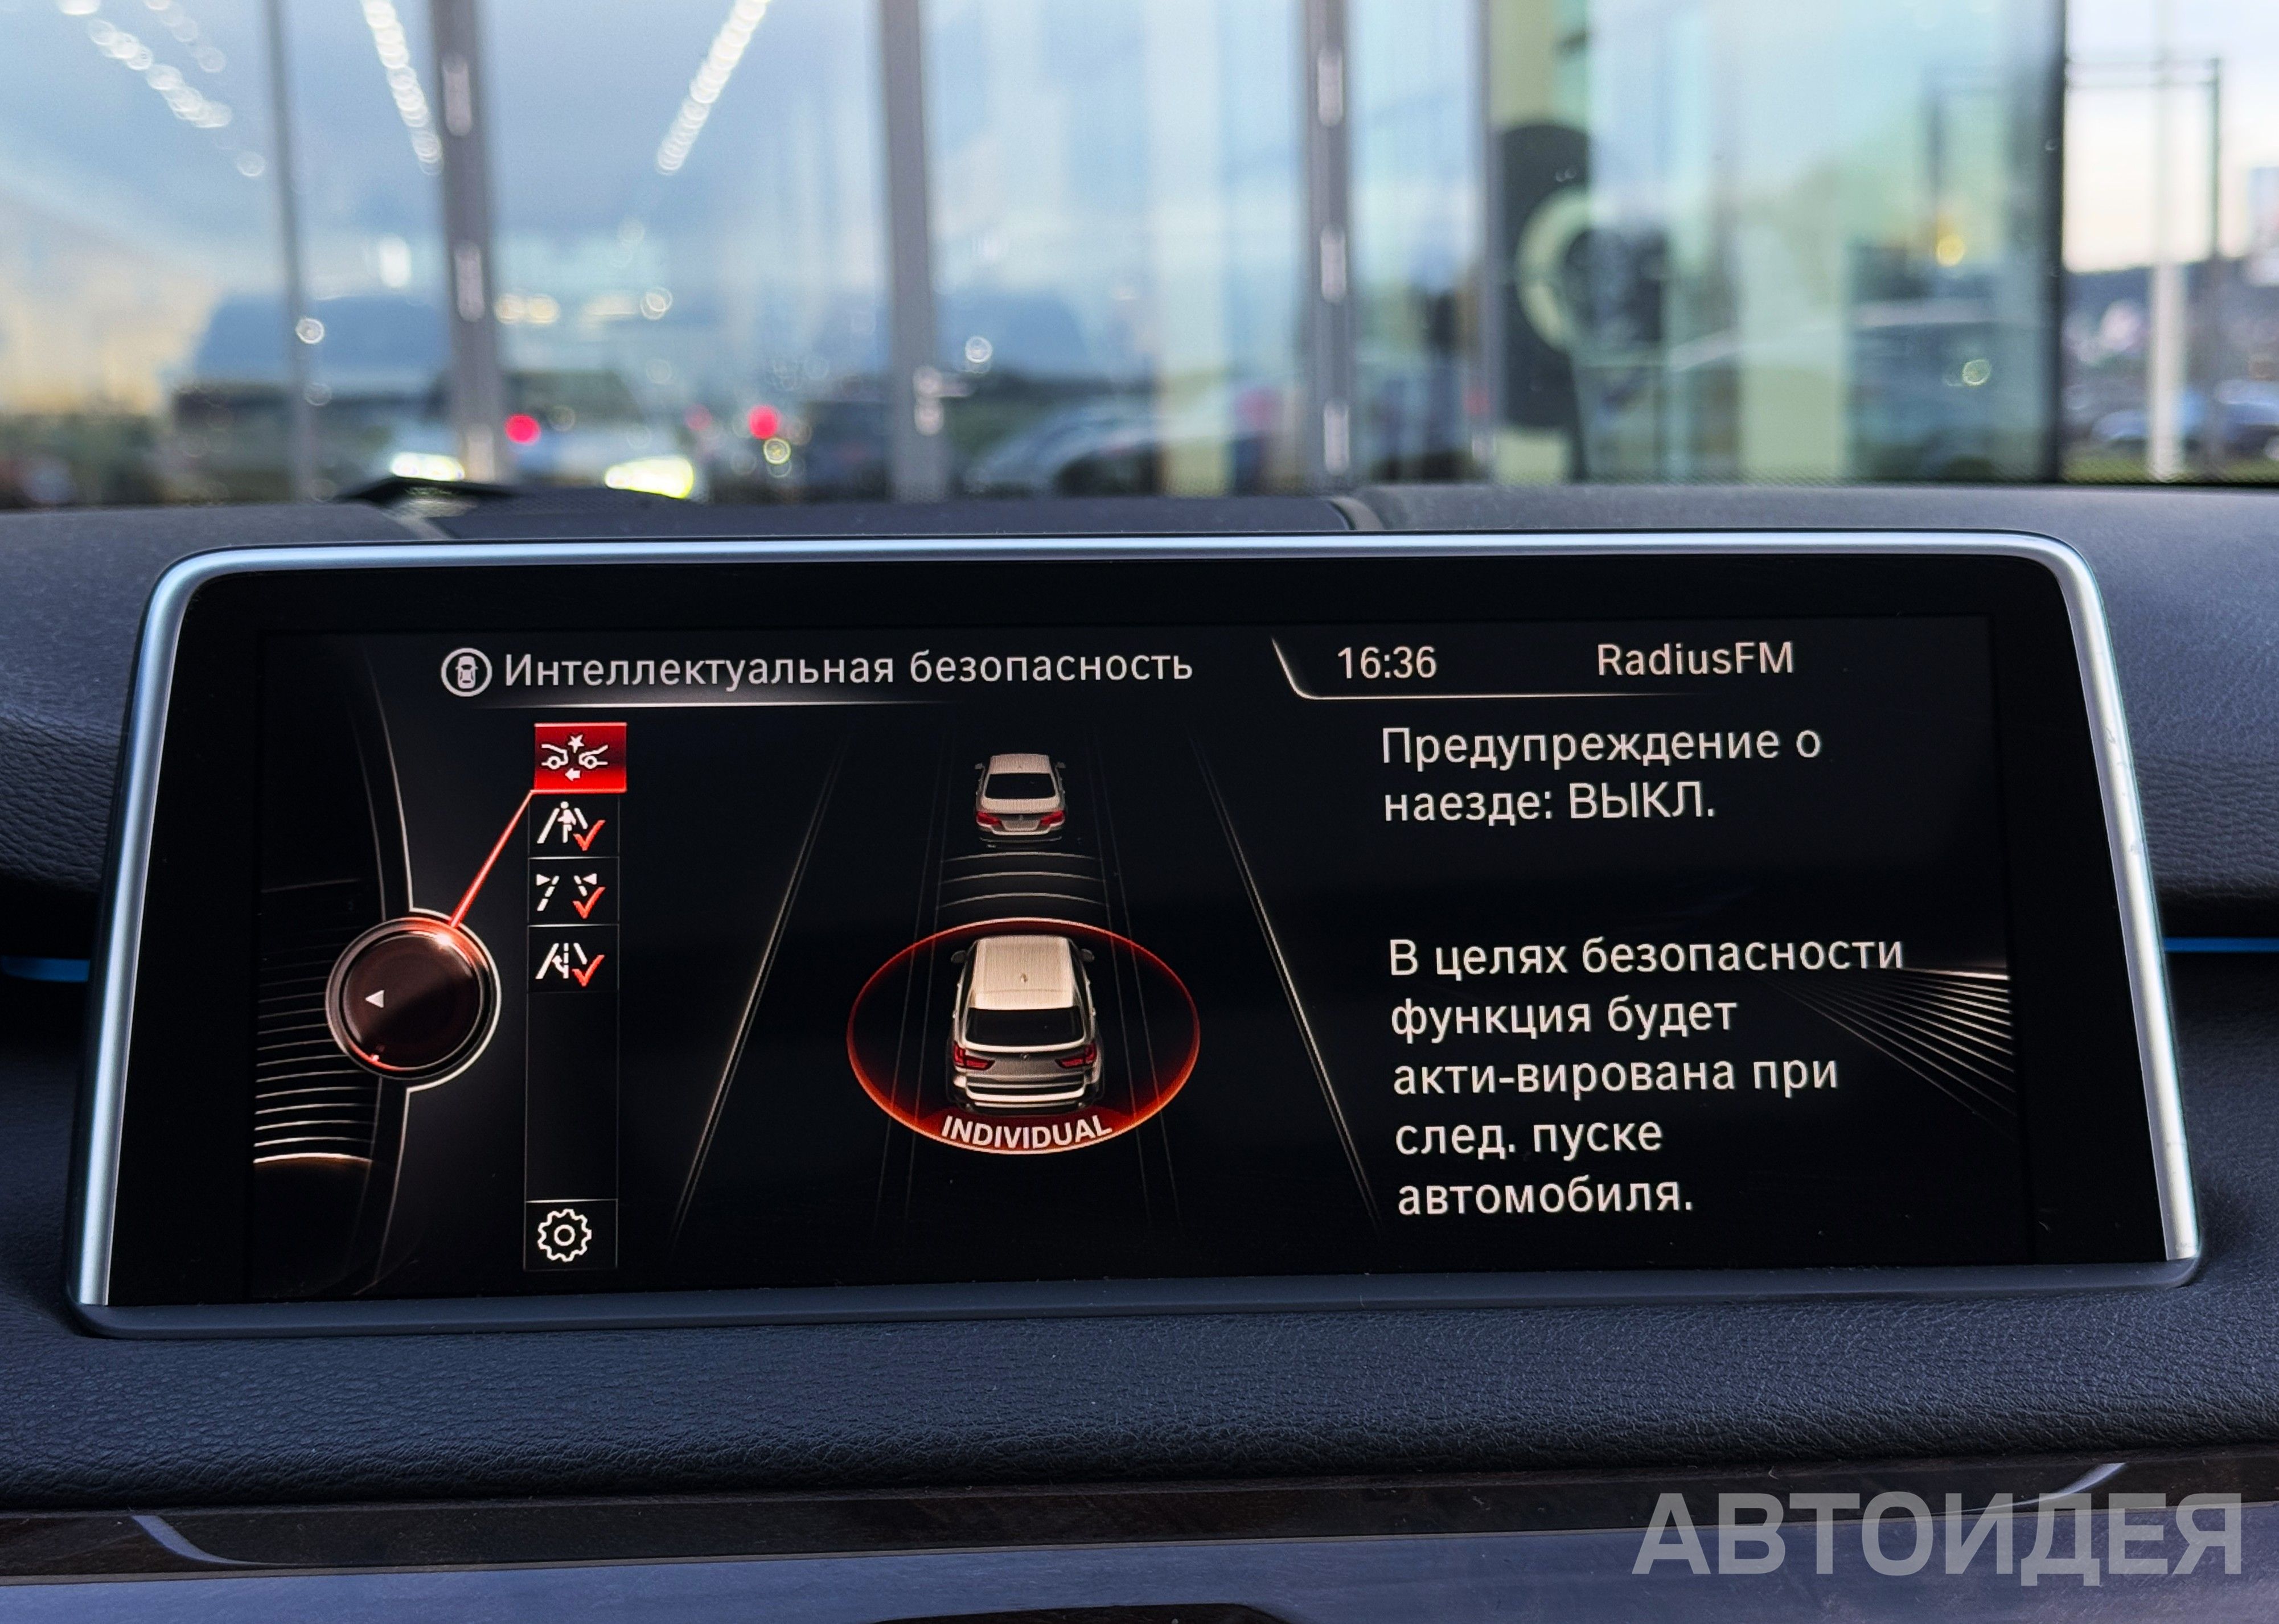 Интеллектуальная безопасность
16:36
RadiusFM
Предупреждение о
наезде: ВЫКЛ.
В целях безопасности
функция будет
акти-вирована при
след. пуске
автомобиля.
INDIVIDUAL
АВТОИДЕЯ